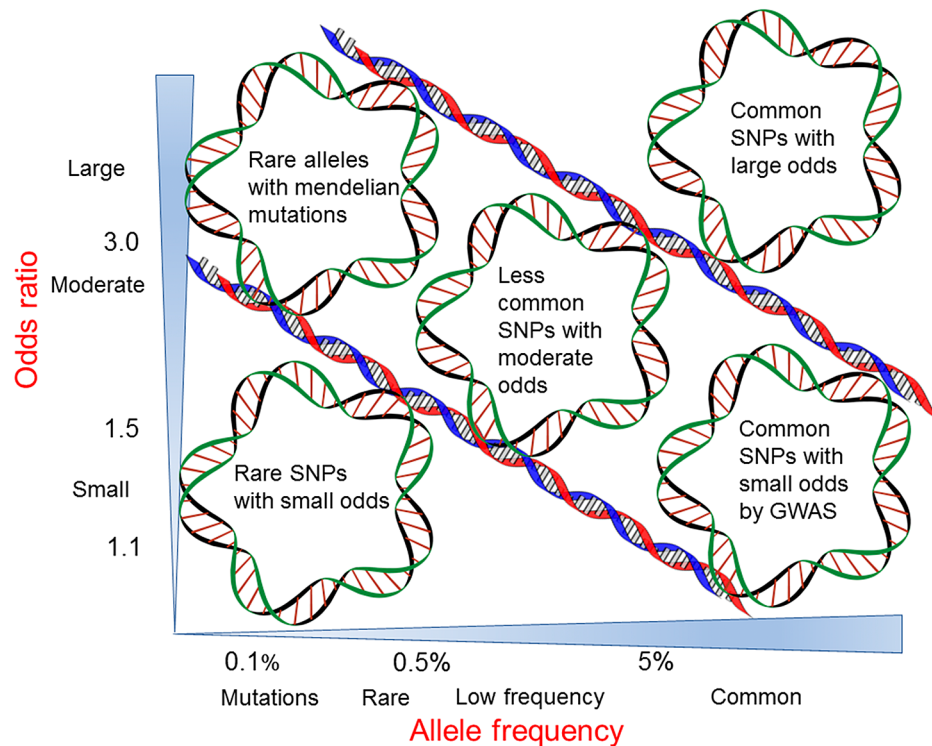 Odds ratio
Large
3.0
Moderate
1.5
Small
1.1
Rare alleles
with mendelian
mutations
Common
SNPs with
large odds
Less
common
SNPs with
moderate
odds
Rare SNPs
with small odds
Common
SNPs with
small odds
by GWAS
0.1%
0.5%
5%
Mutations
Rare
Low frequency
Common
Allele frequency